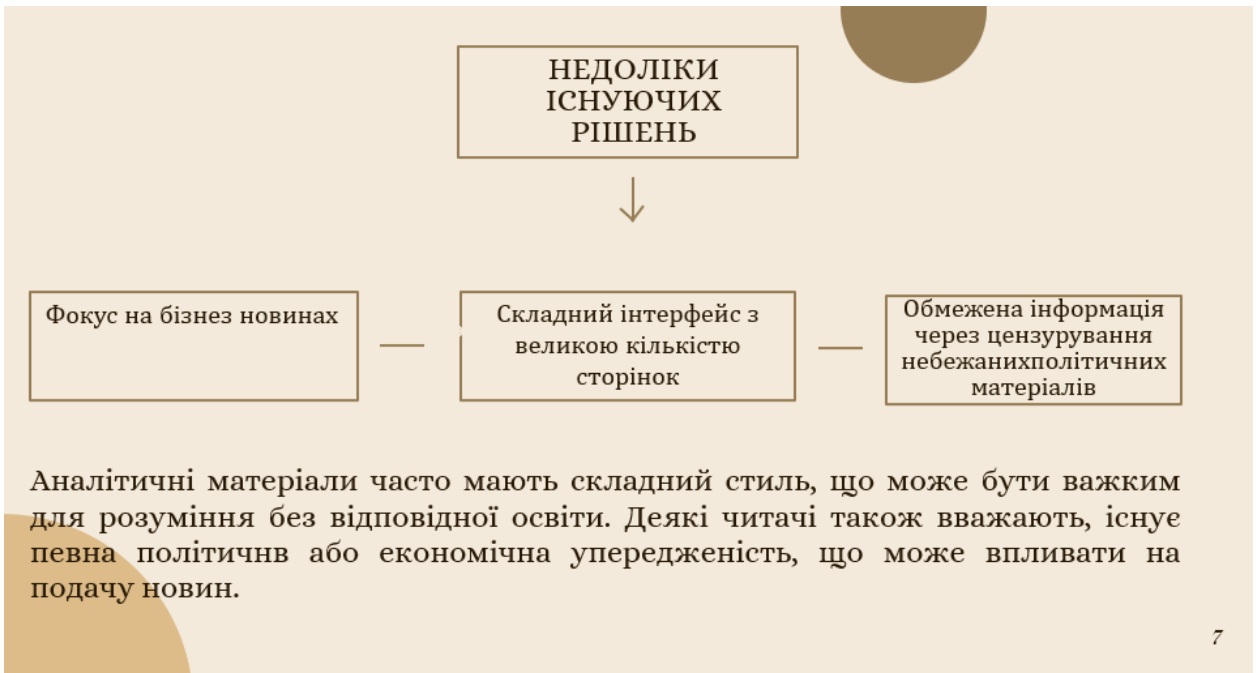 НЕДОЛІКИ
ІСНУЮЧИХ
РІШЕНЬ
Фокус на бізнез новинах
Складний інтерфейс з
великою кількістю
сторінок
Обмежена інформація
через цензурування
небежанихполітичних
матеріалів
Аналітичні матеріали часто мають складний стиль, що може бути важким
для розуміння без відповідної освіти. Деякі читачі також вважають, існує
певна політичнв або економічна упередженість, що може впливати на
подачу новин.
7